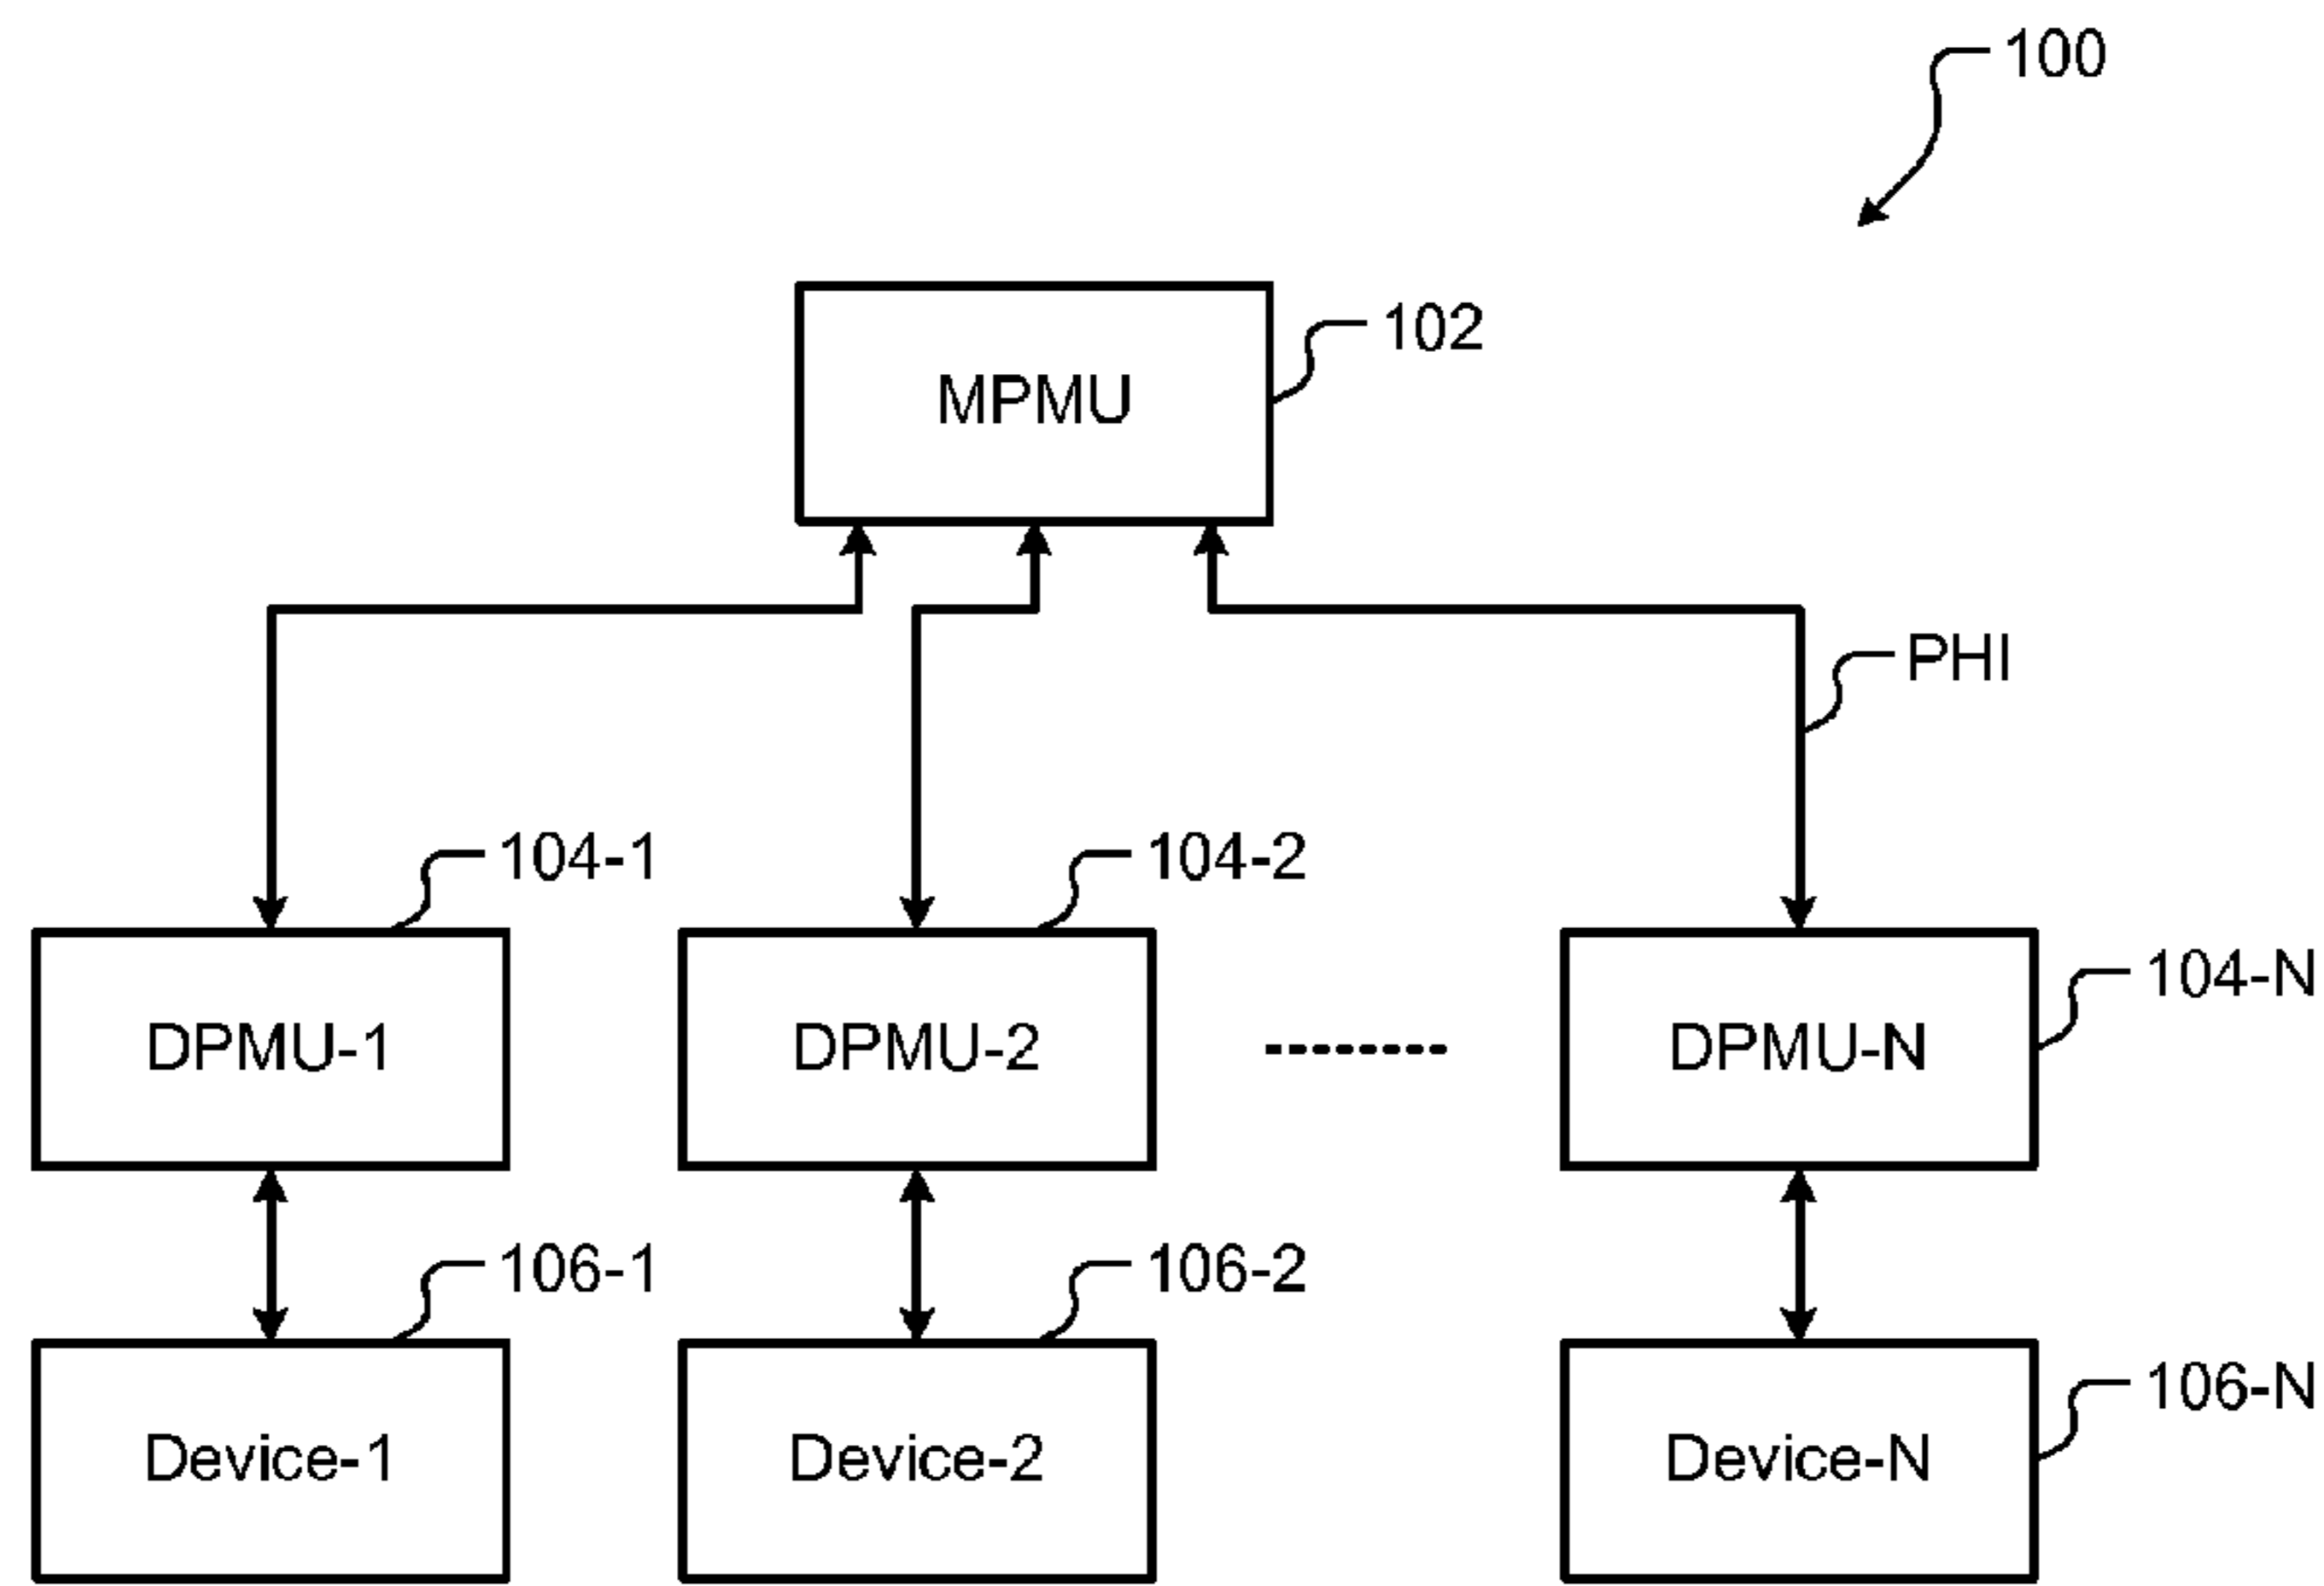 100
102
MPMU
PHI
104-1
104-2
104-N
DPMU-1
DPMU-2
DPMU-N
106-1
106-2
106-N
Device-1
Device-2
Device-N